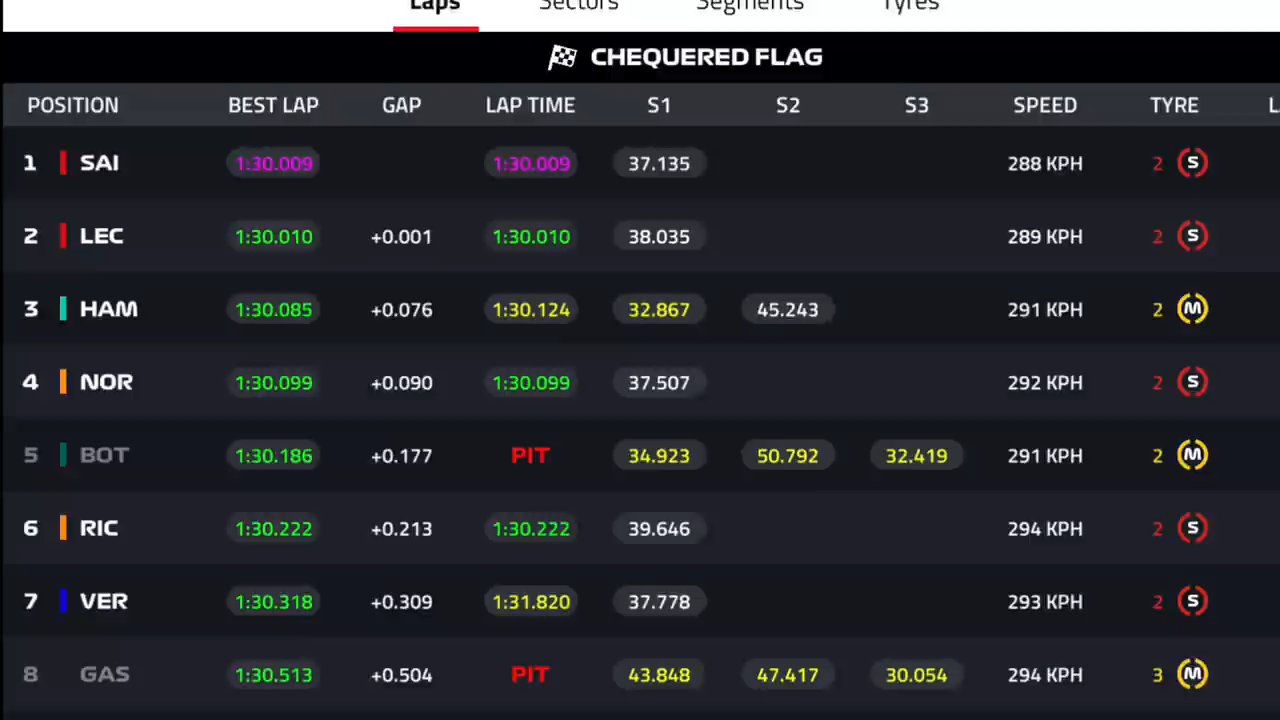 Laps Sectors Segments Tyres
CHEQUERED FLAG
POSITION BEST LAP GAP LAP TIME S1 S2 S3 SPEED TYRE L
1 SAI 1:30.009 1:30.009 37.135 288 KPH 2 S
2 LEC 1:30.010 +0.001 1:30.010 38.035 289 KPH 2 S
3 HAM 1:30.085 +0.076 1:30.124 32.867 45.243 291 KPH 2 M
4 NOR 1:30.099 +0.090 1:30.099 37.507 292 KPH 2 S
5 BOT 1:30.186 +0.177 PIT 34.923 50.792 32.419 291 KPH 2 M
6 RIC 1:30.222 +0.213 1:30.222 39.646 294 KPH 2 S
7 VER 1:30.318 +0.309 1:31.820 37.778 293 KPH 2 S
8 GAS 1:30.513 +0.504 PIT 43.848 47.417 30.054 294 KPH 3 M